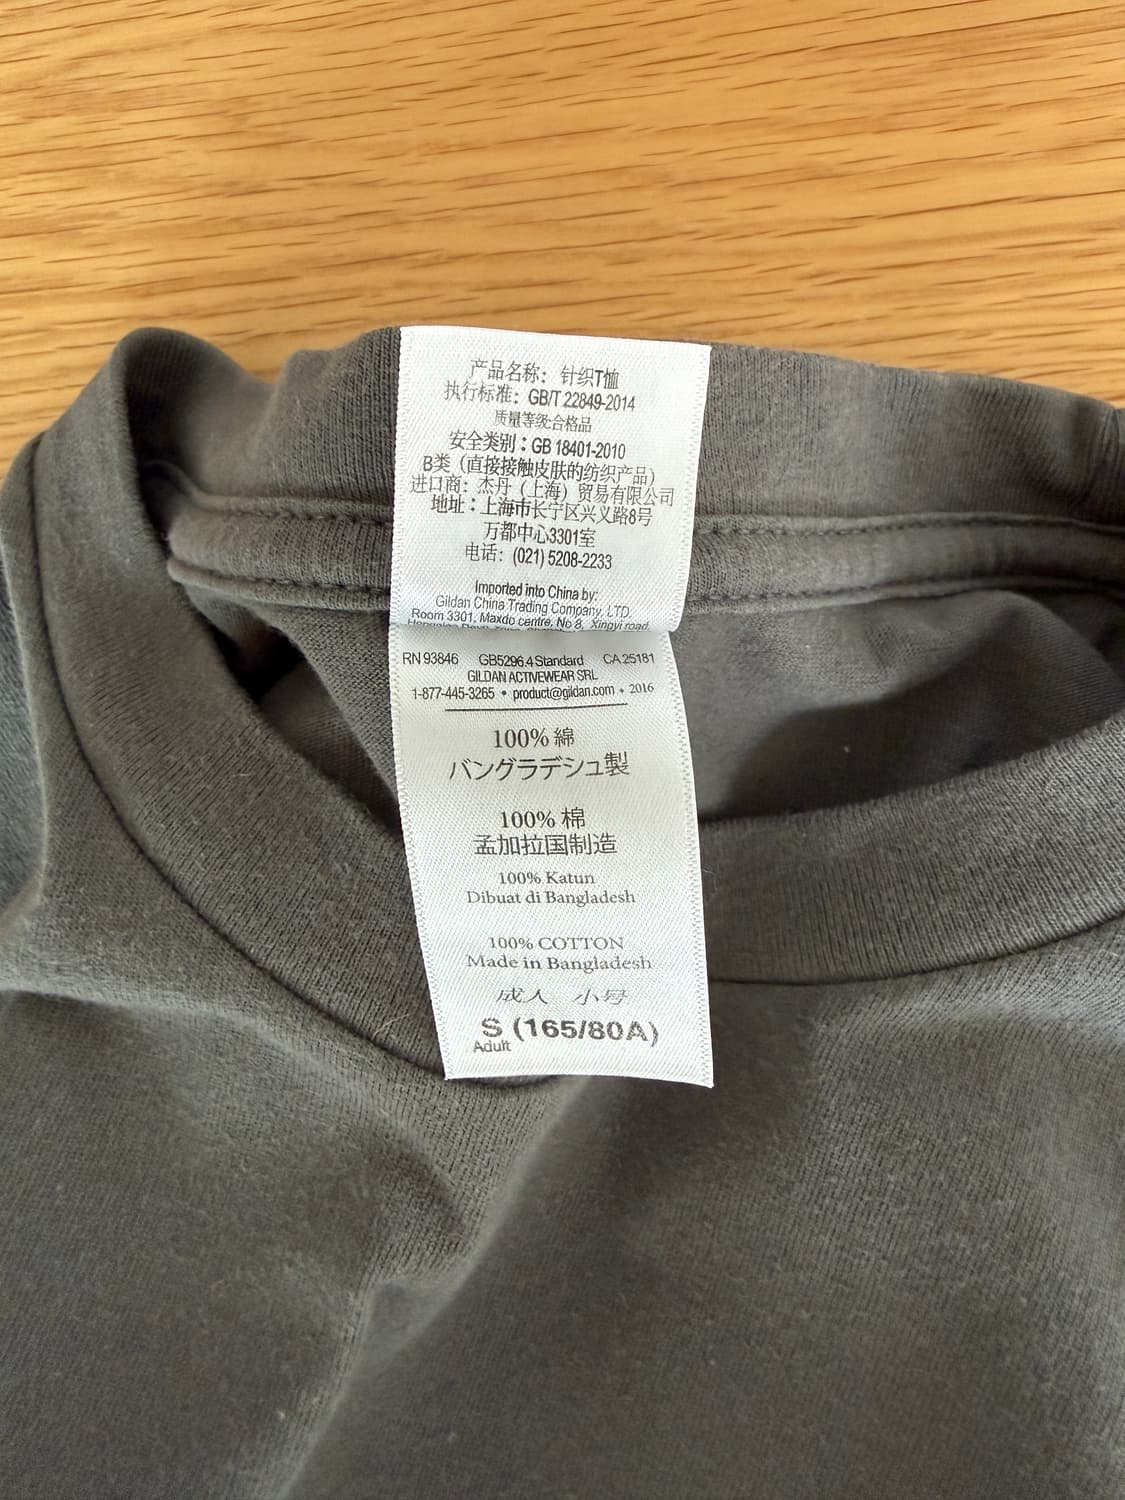 产品名称：针织T恤
执行标准：GB/T 22849-2014
质量等级合格品
安全类别：GB 18401-2010
B类（直接接触皮肤的纺织产品）
进口商：杰丹（上海）贸易有限公司
地址：上海市长宁区兴义路8号
万都中心3301室
电话：(021) 5208-2233
Imported into China by:
Gildan China Trading Company, LTD.
Room 3301, Maxdo centre, No 8, Xingyi road,
RN 93846 GB5296.4 Standard CA 25181
GILDAN ACTIVEWEAR SRL
1-877-445-3265 • product@gildan.com • 2016
100% 綿
バングラデシュ製
100% 棉
孟加拉国制造
100% Katun
Dibuat di Bangladesh
100% COTTON
Made in Bangladesh
成人 小号
S (165/80A)
Adult